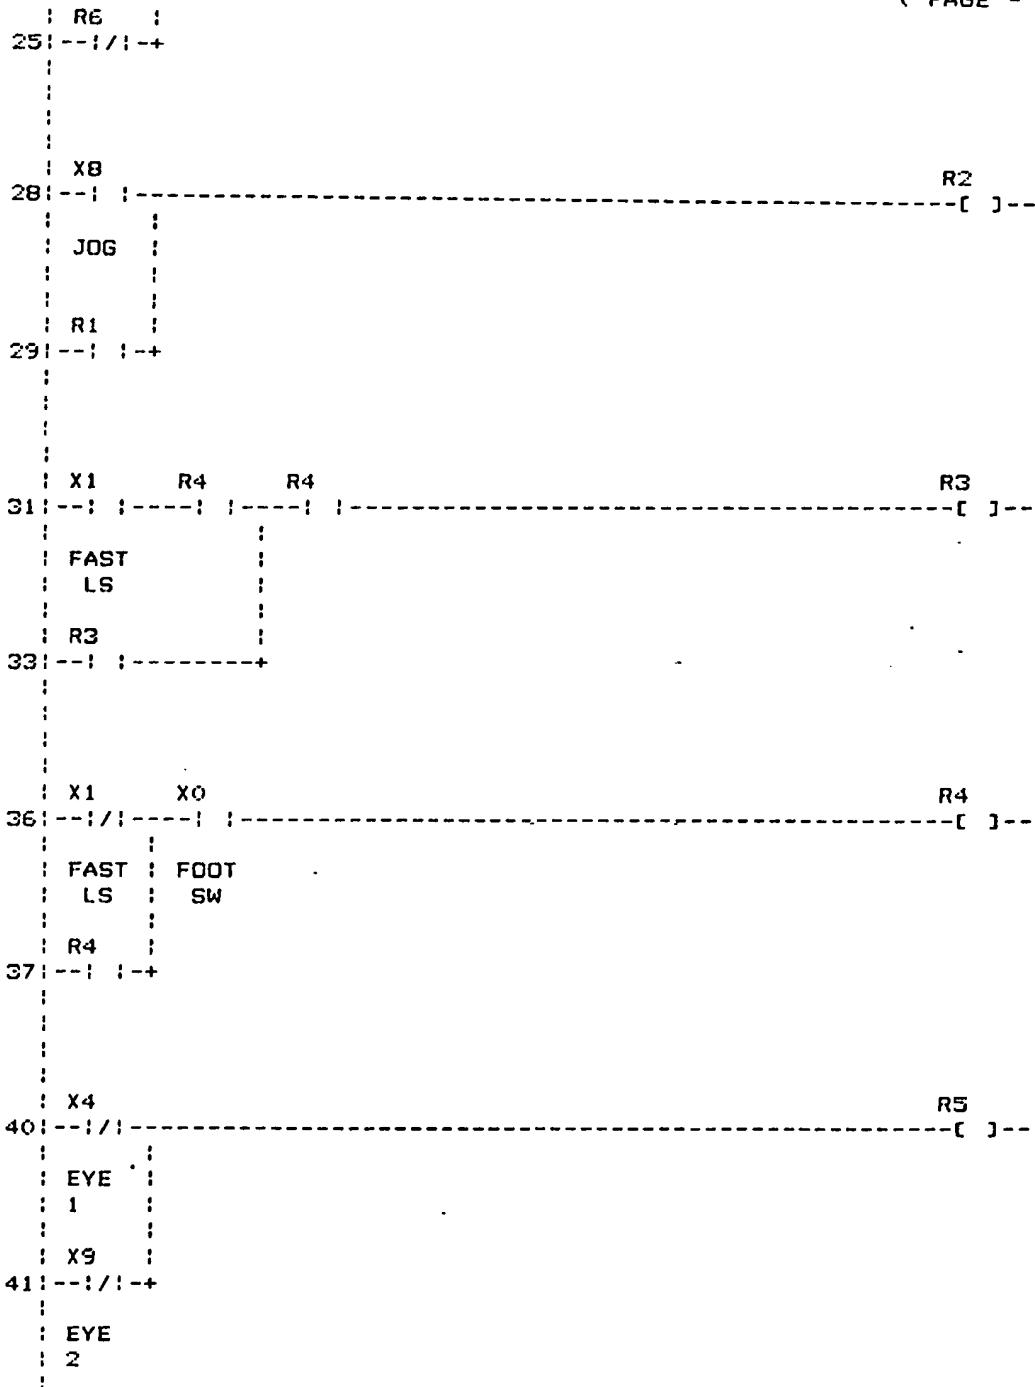 ( PAGE -
R6
25|--|/|-+
X8 R2
28|--| |----------------------------------------------------------[ ]--
JOG
R1
29|--| |-+
X1 R4 R4 R3
31|--| |----| |----| |--------------------------------------------[ ]--
FAST
LS
R3
33|--| |--------+
X1 X0 R4
36|--|/|----| |---------------------------------------------------[ ]--
FAST FOOT
LS SW
R4
37|--| |-+
X4 R5
40|--|/|----------------------------------------------------------[ ]--
EYE
1
X9
41|--|/|-+
EYE
2